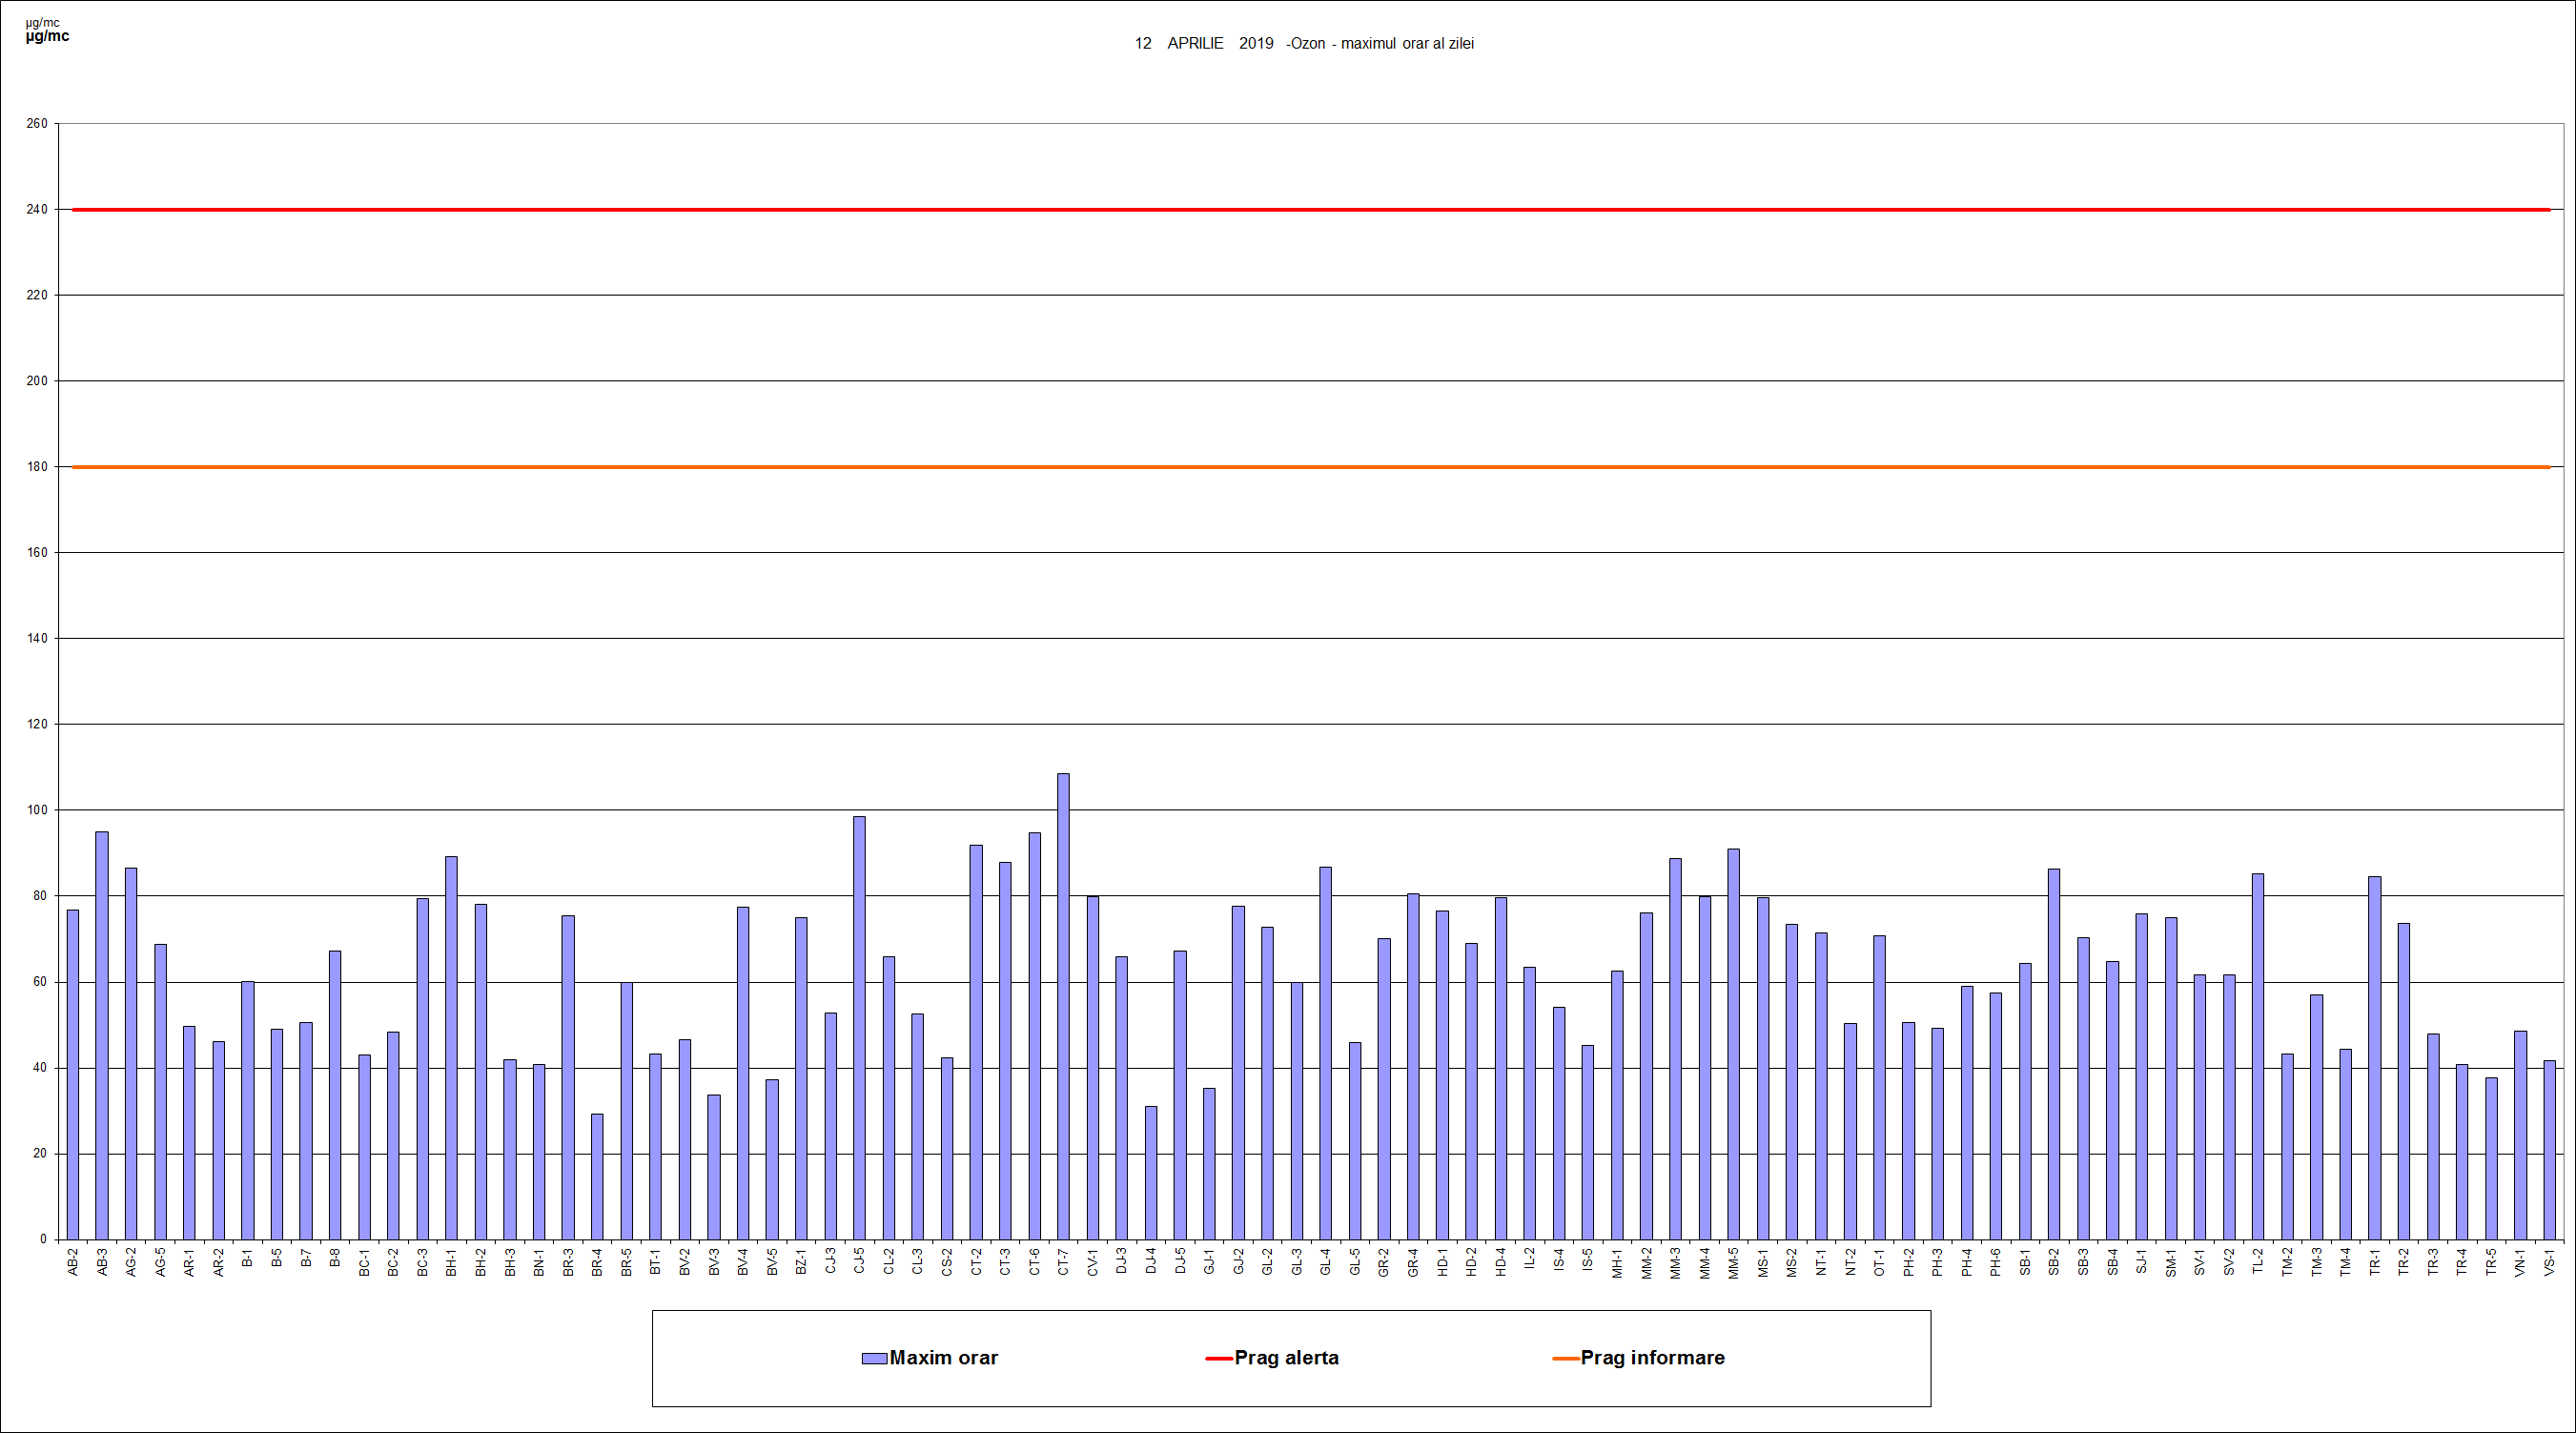 µg/mc
µg/mc
12 APRILIE 2019 -Ozon - maximul orar al zilei
260
240
220
200
180
160
140
120
100
80
60
40
20
0
AB-2 AB-3 AG-2 AG-5 AR-1 AR-2 B-1 B-5 B-7 B-8 BC-1 BC-2 BC-3 BH-1 BH-2 BH-3 BN-1 BR-3 BR-4 BR-5 BT-1 BV-2 BV-3 BV-4 BV-5 BZ-1 CJ-3 CJ-5 CL-2 CL-3 CS-2 CT-2 CT-3 CT-6 CT-7 CV-1 DJ-3 DJ-4 DJ-5 GJ-1 GJ-2 GL-2 GL-3 GL-4 GL-5 GR-2 GR-4 HD-1 HD-2 HD-4 IL-2 IS-4 IS-5 MH-1 MM-2 MM-3 MM-4 MM-5 MS-1 MS-2 NT-1 NT-2 OT-1 PH-2 PH-3 PH-4 PH-6 SB-1 SB-2 SB-3 SB-4 SJ-1 SM-1 SV-1 SV-2 TL-2 TM-2 TM-3 TM-4 TR-1 TR-2 TR-3 TR-4 TR-5 VN-1 VS-1
Maxim orar Prag alerta Prag informare